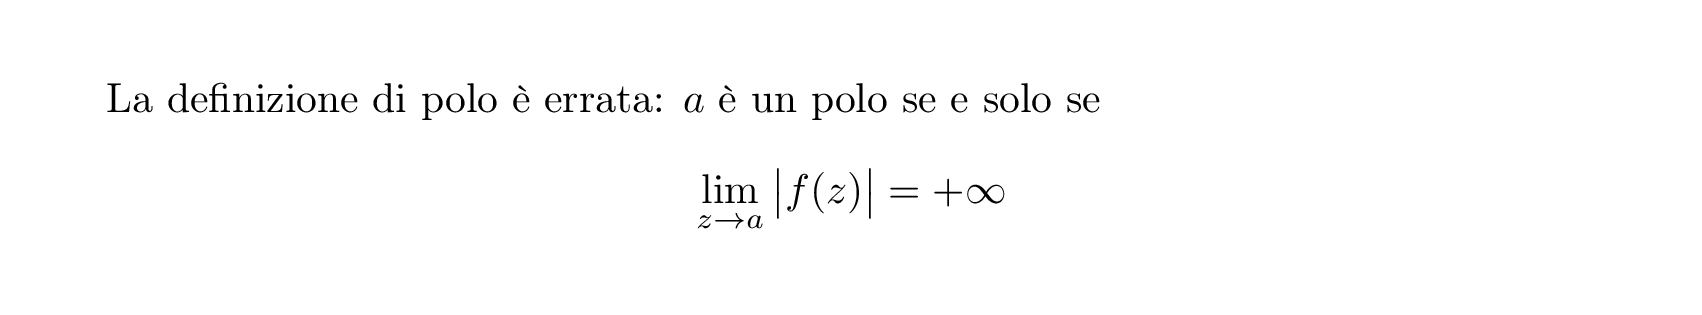 La definizione di polo è errata: a è un polo se e solo se
lim_{z→a} |f(z)| = +∞